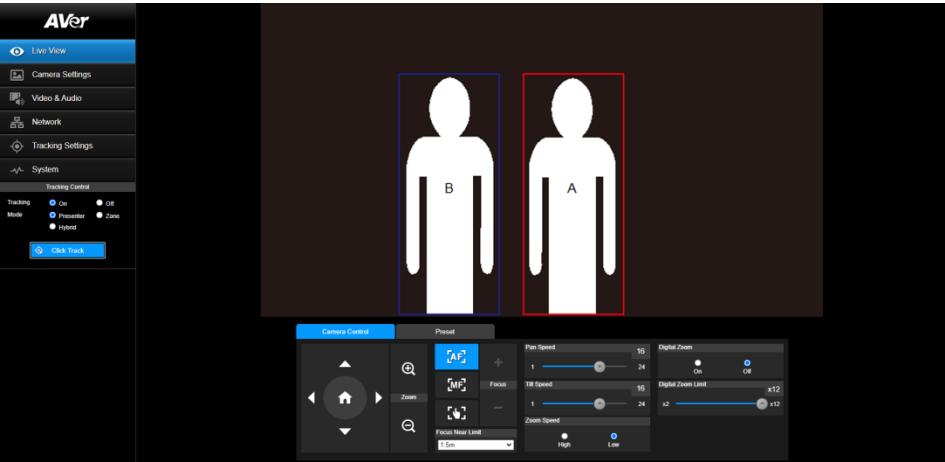 AVer
Live View
Camera Settings
Video & Audio
Network
Tracking Settings
System
Tracking Control
Tracking On Off
Mode Presenter Zone
Hybrid
Click Track
B A
Camera Control Preset
AF
MF
Zoom
Focus
Focus Near Limit
1.5m
Pan Speed 16
1 24
Tilt Speed 16
1 24
Zoom Speed
High Low
Digital Zoom
On Off
Digital Zoom Limit x12
x2 x12